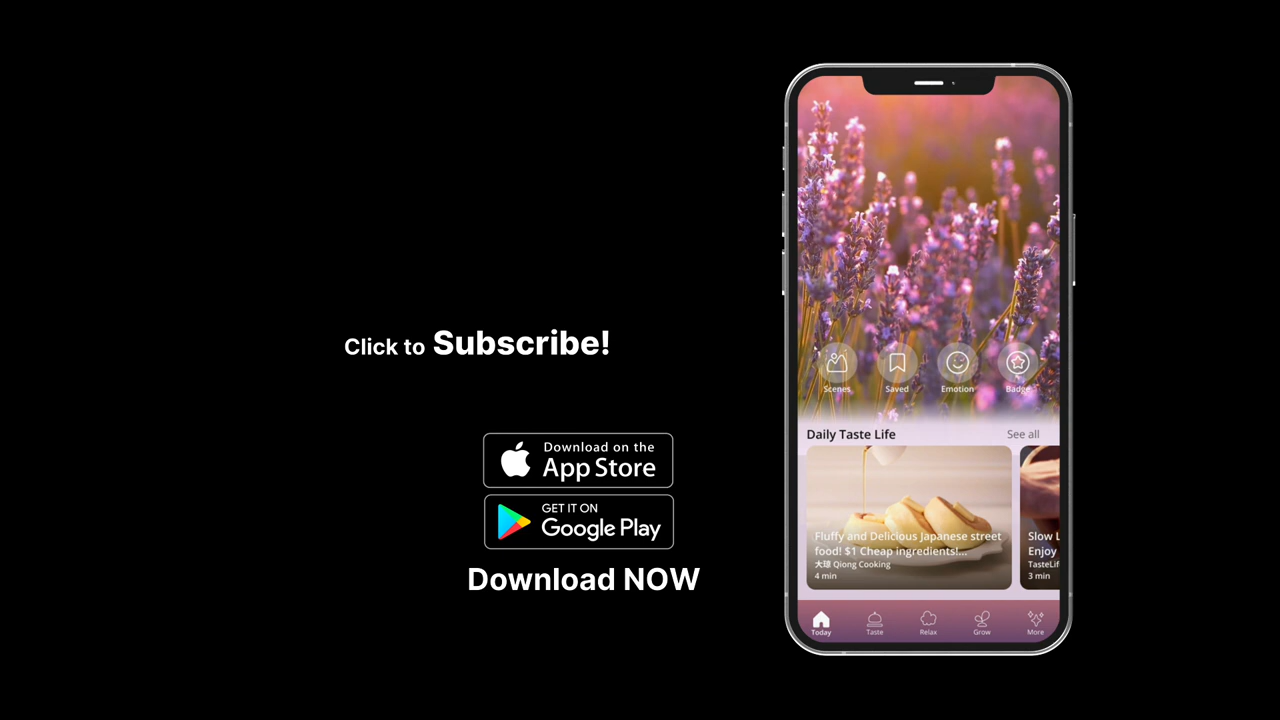 Click to Subscribe!
Download on the
App Store
GET IT ON
Google Play
Download NOW
Scenes
Saved
Emotion
Badge
Daily Taste Life
See all
Fluffy and Delicious Japanese street
food! $1 Cheap ingredients!...
大琼 Qiong Cooking
4 min
Slow L
Enjoy
TasteLif
3 min
Today
Taste
Relax
Grow
More